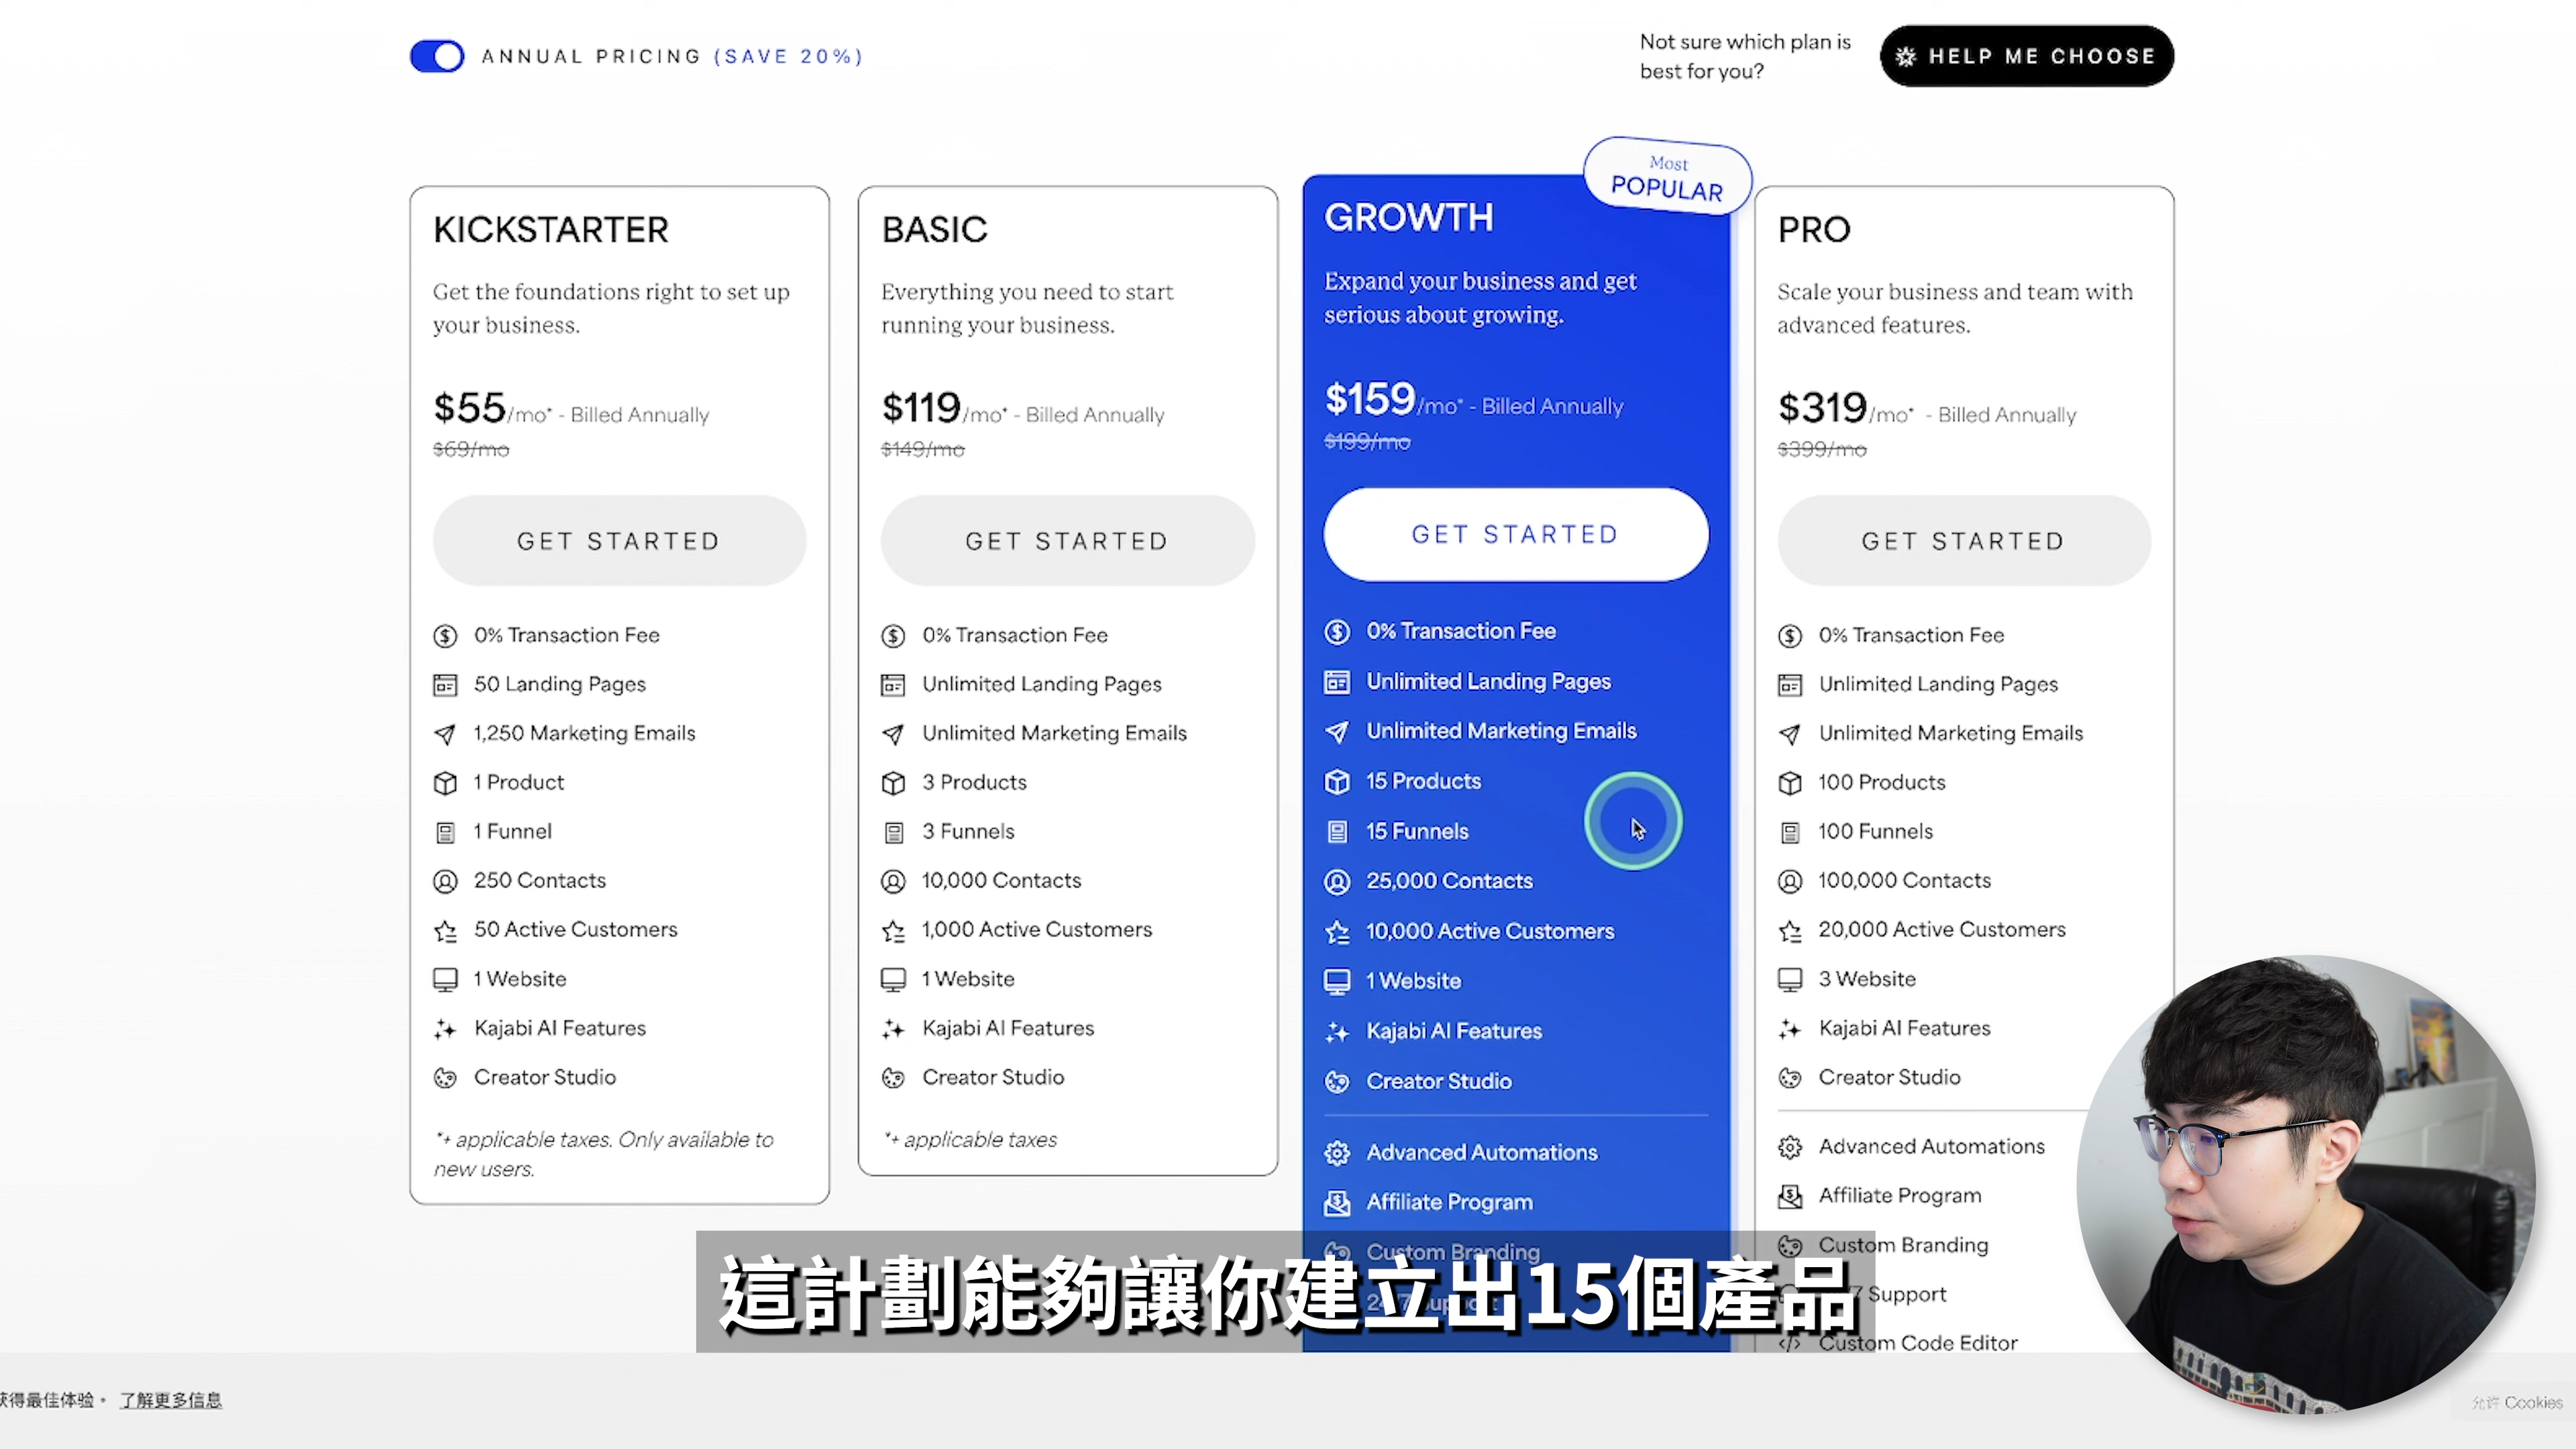 ANNUAL PRICING (SAVE 20%)
Not sure which plan is
best for you?
HELP ME CHOOSE
KICKSTARTER
Get the foundations right to set up
your business.
$55/mo* - Billed Annually
$69/mo
GET STARTED
0% Transaction Fee
50 Landing Pages
1,250 Marketing Emails
1 Product
1 Funnel
250 Contacts
50 Active Customers
1 Website
Kajabi AI Features
Creator Studio
*+ applicable taxes. Only available to
new users.
BASIC
Everything you need to start
running your business.
$119/mo* - Billed Annually
$149/mo
GET STARTED
0% Transaction Fee
Unlimited Landing Pages
Unlimited Marketing Emails
3 Products
3 Funnels
10,000 Contacts
1,000 Active Customers
1 Website
Kajabi AI Features
Creator Studio
*+ applicable taxes
Most
POPULAR
GROWTH
Expand your business and get
serious about growing.
$159/mo* - Billed Annually
$199/mo
GET STARTED
0% Transaction Fee
Unlimited Landing Pages
Unlimited Marketing Emails
15 Products
15 Funnels
25,000 Contacts
10,000 Active Customers
1 Website
Kajabi AI Features
Creator Studio
Advanced Automations
Affiliate Program
Custom Branding
PRO
Scale your business and team with
advanced features.
$319/mo* - Billed Annually
$399/mo
GET STARTED
0% Transaction Fee
Unlimited Landing Pages
Unlimited Marketing Emails
100 Products
100 Funnels
100,000 Contacts
20,000 Active Customers
3 Website
Kajabi AI Features
Creator Studio
Advanced Automations
Affiliate Program
Custom Branding
Support
Custom Code Editor
這計劃能夠讓你建立出15個產品
得最佳体验。 了解更多信息
允许 Cookies